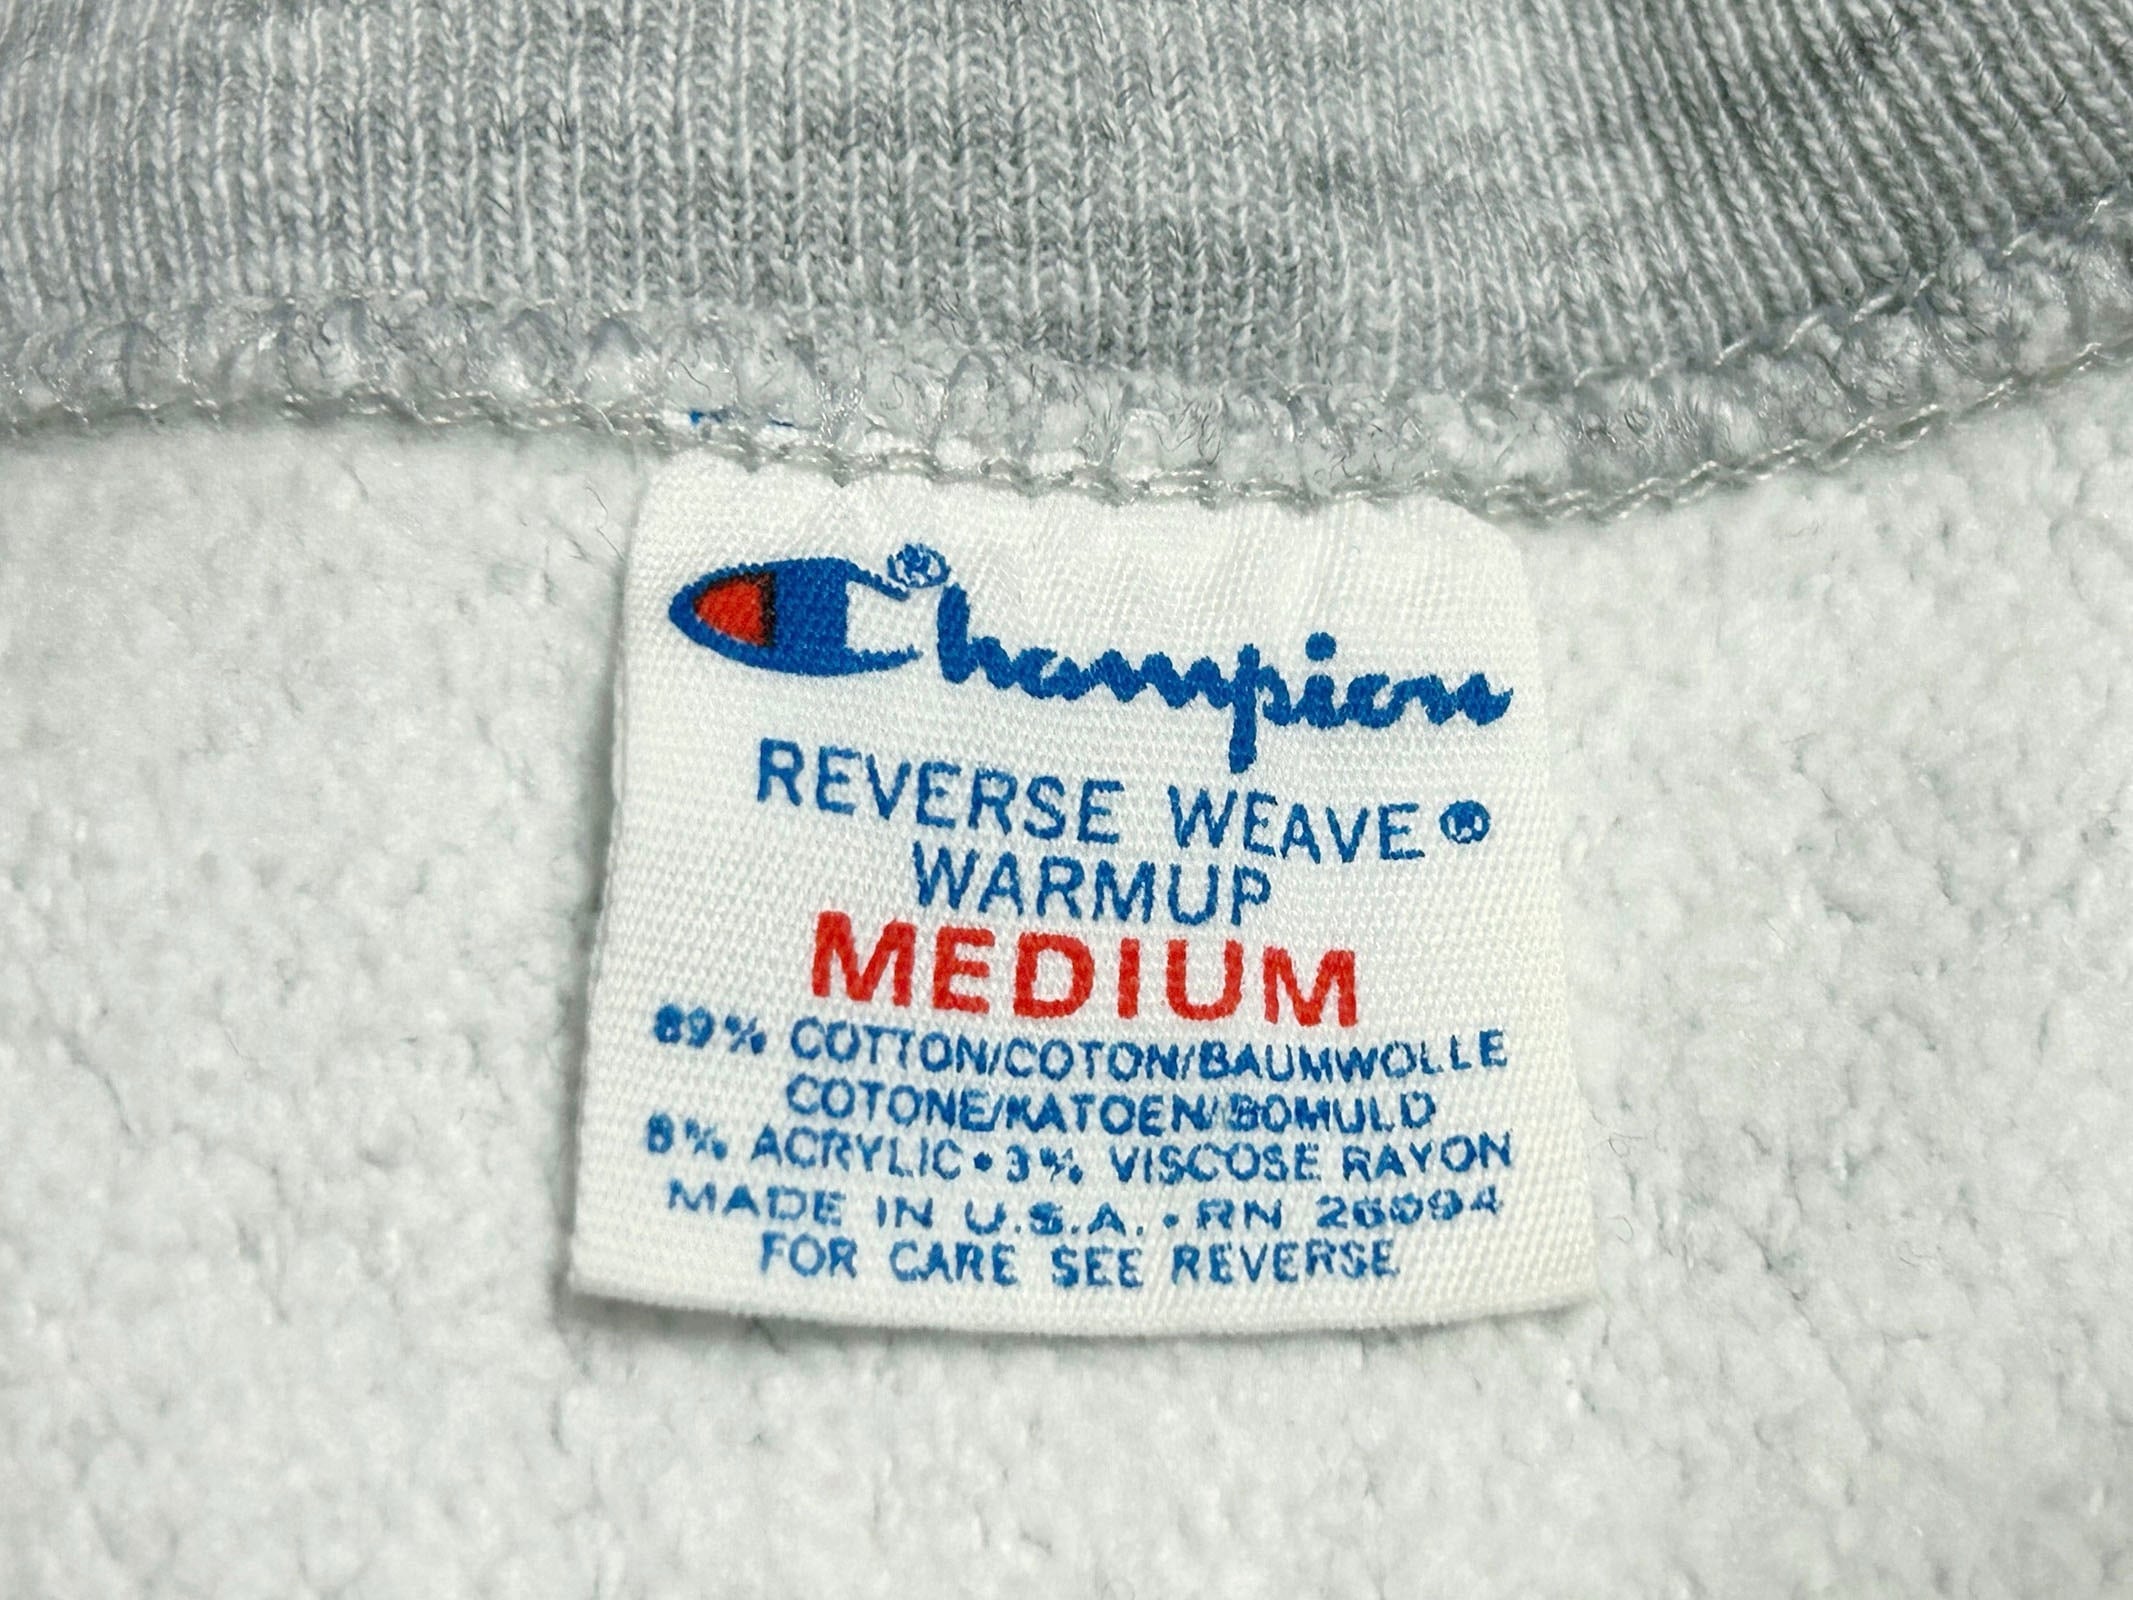 Champion®
REVERSE WEAVE®
WARMUP
MEDIUM
89% COTTON/COTON/BAUMWOLLE
COTONE/KATOEN/BOMULD
8% ACRYLIC • 3% VISCOSE RAYON
MADE IN U.S.A. • RN 26094
FOR CARE SEE REVERSE